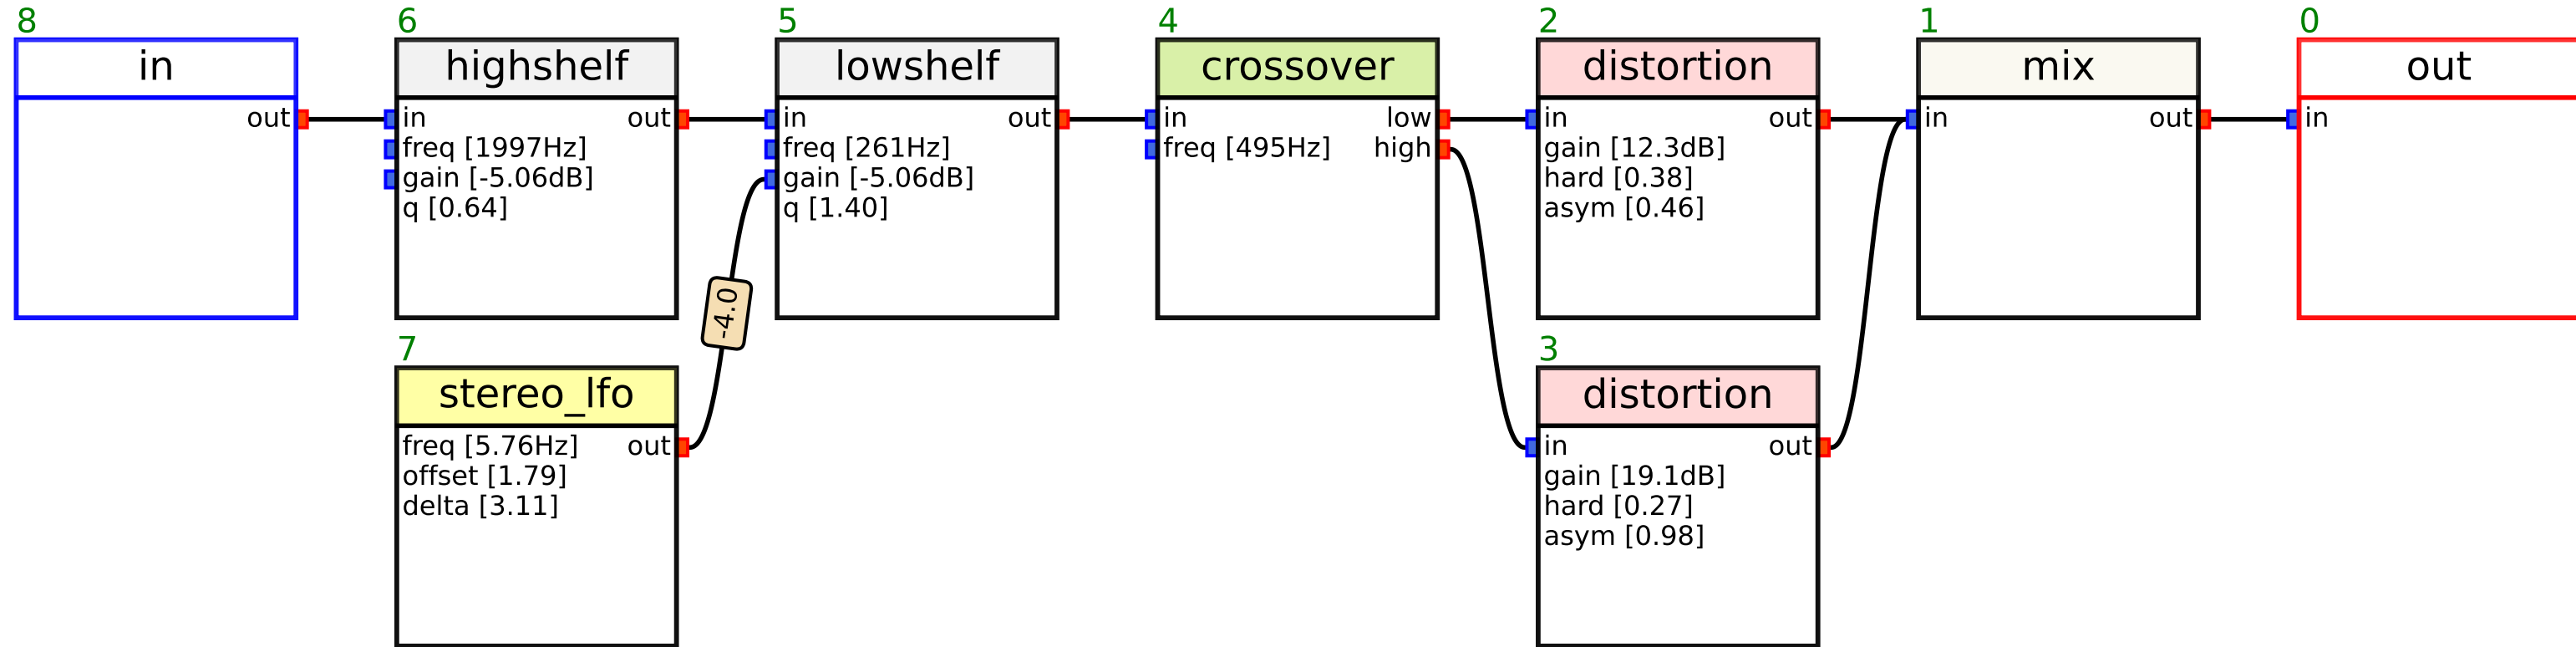 8 6 5 4 2 1 0
in highshelf lowshelf crossover distortion mix out
out in out in out in low in out in out in
freq [1997Hz] freq [261Hz] freq [495Hz] high gain [12.3dB]
gain [-5.06dB] gain [-5.06dB] hard [0.38]
q [0.64] q [1.40] asym [0.46]
-4.0
7 3
stereo_lfo distortion
freq [5.76Hz] out in out
offset [1.79] gain [19.1dB]
delta [3.11] hard [0.27]
asym [0.98]